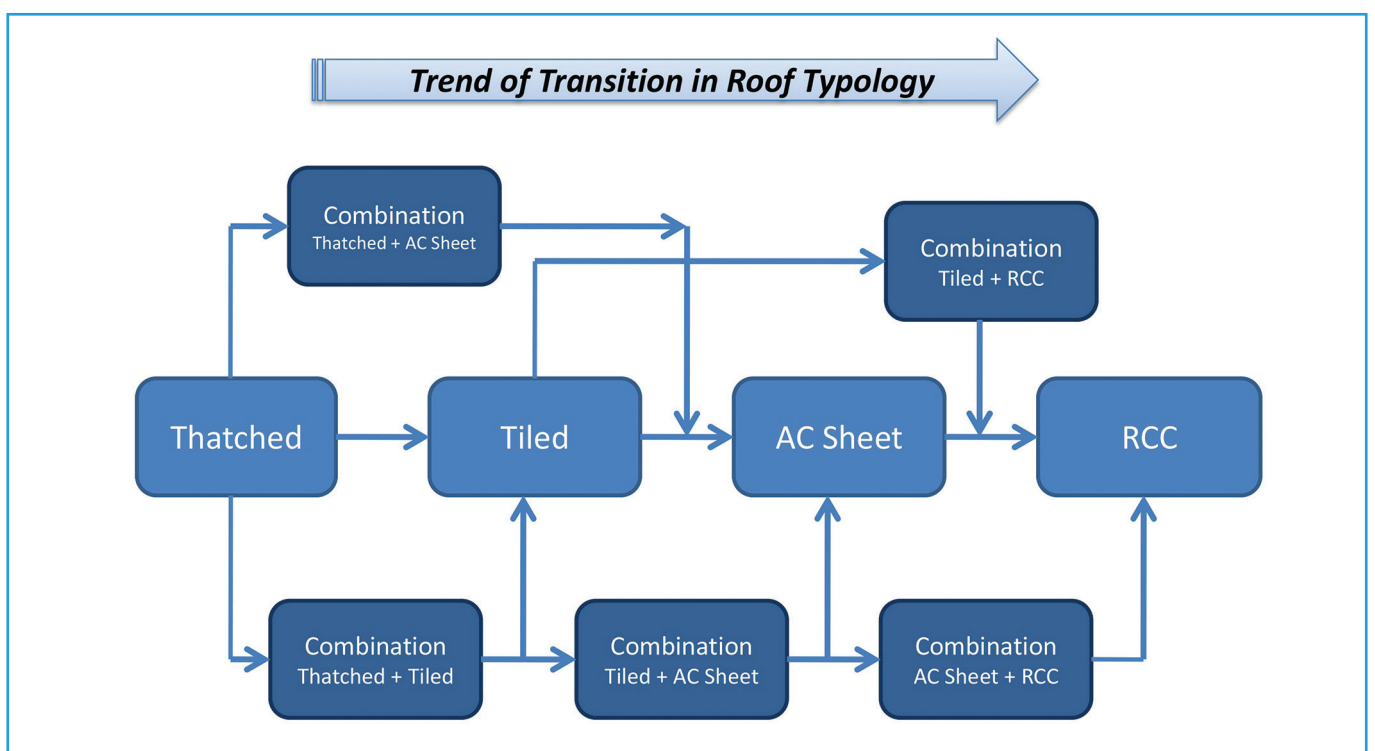 Trend of Transition in Roof Typology
Combination
Thatched + AC Sheet
Combination
Tiled + RCC
Thatched
Tiled
AC Sheet
RCC
Combination
Thatched + Tiled
Combination
Tiled + AC Sheet
Combination
AC Sheet + RCC